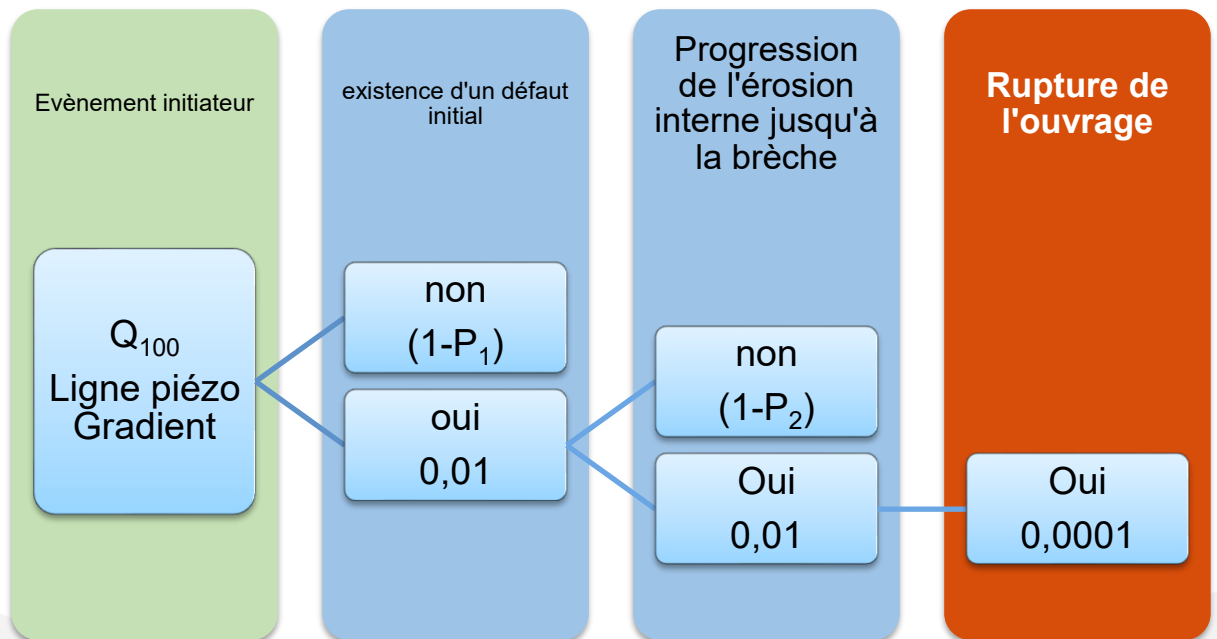 Evènement initiateur
existence d'un défaut
initial
Progression
de l'érosion
interne jusqu'à
la brèche
Rupture de
l'ouvrage
Q₁₀₀
Ligne piézo
Gradient
non
(1-P₁)
oui
0,01
non
(1-P₂)
Oui
0,01
Oui
0,0001